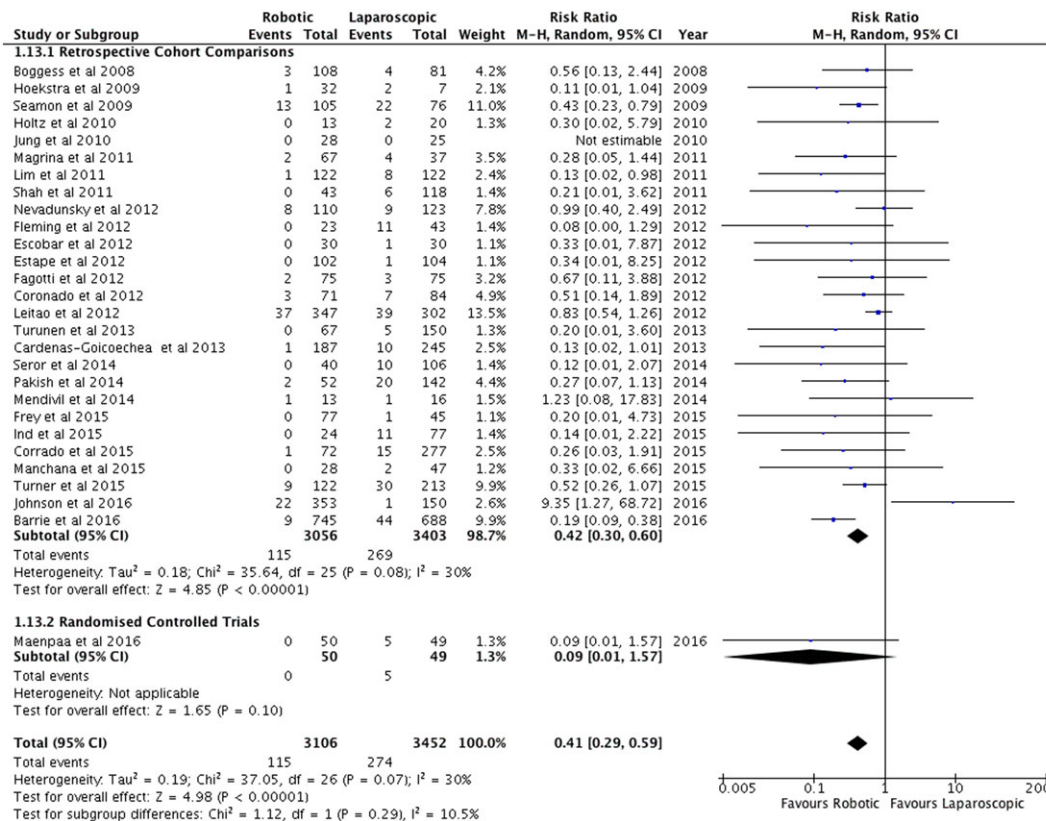 Robotic Laparoscopic Risk Ratio Risk Ratio
Study or Subgroup Events Total Events Total Weight M-H, Random, 95% CI Year M-H, Random, 95% CI
1.13.1 Retrospective Cohort Comparisons
Boggess et al 2008 3 108 4 81 4.2% 0.56 [0.13, 2.44] 2008
Hoekstra et al 2009 1 32 2 7 1.9% 0.11 [0.01, 1.04] 2009
Seamon et al 2009 13 105 22 76 11.0% 0.43 [0.23, 0.79] 2009
Holtz et al 2010 0 13 2 20 1.3% 0.30 [0.02, 5.79] 2010
Jung et al 2010 0 28 0 25 Not estimable 2010
Magrina et al 2011 2 67 4 37 3.5% 0.28 [0.05, 1.44] 2011
Lim et al 2011 1 122 8 122 2.4% 0.13 [0.02, 0.98] 2011
Shah et al 2011 0 43 6 118 1.4% 0.21 [0.01, 3.62] 2011
Nevadunsky et al 2012 8 110 9 123 7.8% 0.99 [0.40, 2.49] 2012
Fleming et al 2012 0 23 11 43 1.4% 0.08 [0.00, 1.29] 2012
Escobar et al 2012 0 30 1 30 1.1% 0.33 [0.01, 7.87] 2012
Estape et al 2012 0 102 1 104 1.1% 0.34 [0.01, 8.25] 2012
Fagotti et al 2012 2 75 3 75 3.2% 0.67 [0.11, 3.88] 2012
Coronado et al 2012 3 71 7 84 4.9% 0.51 [0.14, 1.89] 2012
Leitao et al 2012 37 347 39 302 13.5% 0.83 [0.54, 1.26] 2012
Turunen et al 2013 0 67 5 150 1.3% 0.20 [0.01, 3.60] 2013
Cardenas-Goicoechea et al 2013 1 187 10 245 2.5% 0.13 [0.02, 1.01] 2013
Seror et al 2014 0 40 10 106 1.4% 0.12 [0.01, 2.07] 2014
Pakish et al 2014 2 52 20 142 4.4% 0.27 [0.07, 1.13] 2014
Mendivil et al 2014 1 13 1 16 1.5% 1.23 [0.08, 17.83] 2014
Frey et al 2015 0 77 1 45 1.1% 0.20 [0.01, 4.73] 2015
Ind et al 2015 0 24 11 77 1.4% 0.14 [0.01, 2.22] 2015
Corrado et al 2015 1 72 15 277 2.5% 0.26 [0.03, 1.91] 2015
Manchana et al 2015 0 28 2 47 1.2% 0.33 [0.02, 6.66] 2015
Turner et al 2015 9 122 30 213 9.9% 0.52 [0.26, 1.07] 2015
Johnson et al 2016 22 353 1 150 2.6% 9.35 [1.27, 68.72] 2016
Barrie et al 2016 9 745 44 688 9.9% 0.19 [0.09, 0.38] 2016
Subtotal (95% CI) 3056 3403 98.7% 0.42 [0.30, 0.60]
Total events 115 269
Heterogeneity: Tau² = 0.18; Chi² = 35.64, df = 25 (P = 0.08); I² = 30%
Test for overall effect: Z = 4.85 (P < 0.00001)
1.13.2 Randomised Controlled Trials
Maenpaa et al 2016 0 50 5 49 1.3% 0.09 [0.01, 1.57] 2016
Subtotal (95% CI) 50 49 1.3% 0.09 [0.01, 1.57]
Total events 0 5
Heterogeneity: Not applicable
Test for overall effect: Z = 1.65 (P = 0.10)
Total (95% CI) 3106 3452 100.0% 0.41 [0.29, 0.59]
Total events 115 274
Heterogeneity: Tau² = 0.19; Chi² = 37.05, df = 26 (P = 0.07); I² = 30%
Test for overall effect: Z = 4.98 (P < 0.00001)
Test for subgroup differences: Chi² = 1.12, df = 1 (P = 0.29), I² = 10.5%
0.005 0.1 1 10 200
Favours Robotic Favours Laparoscopic